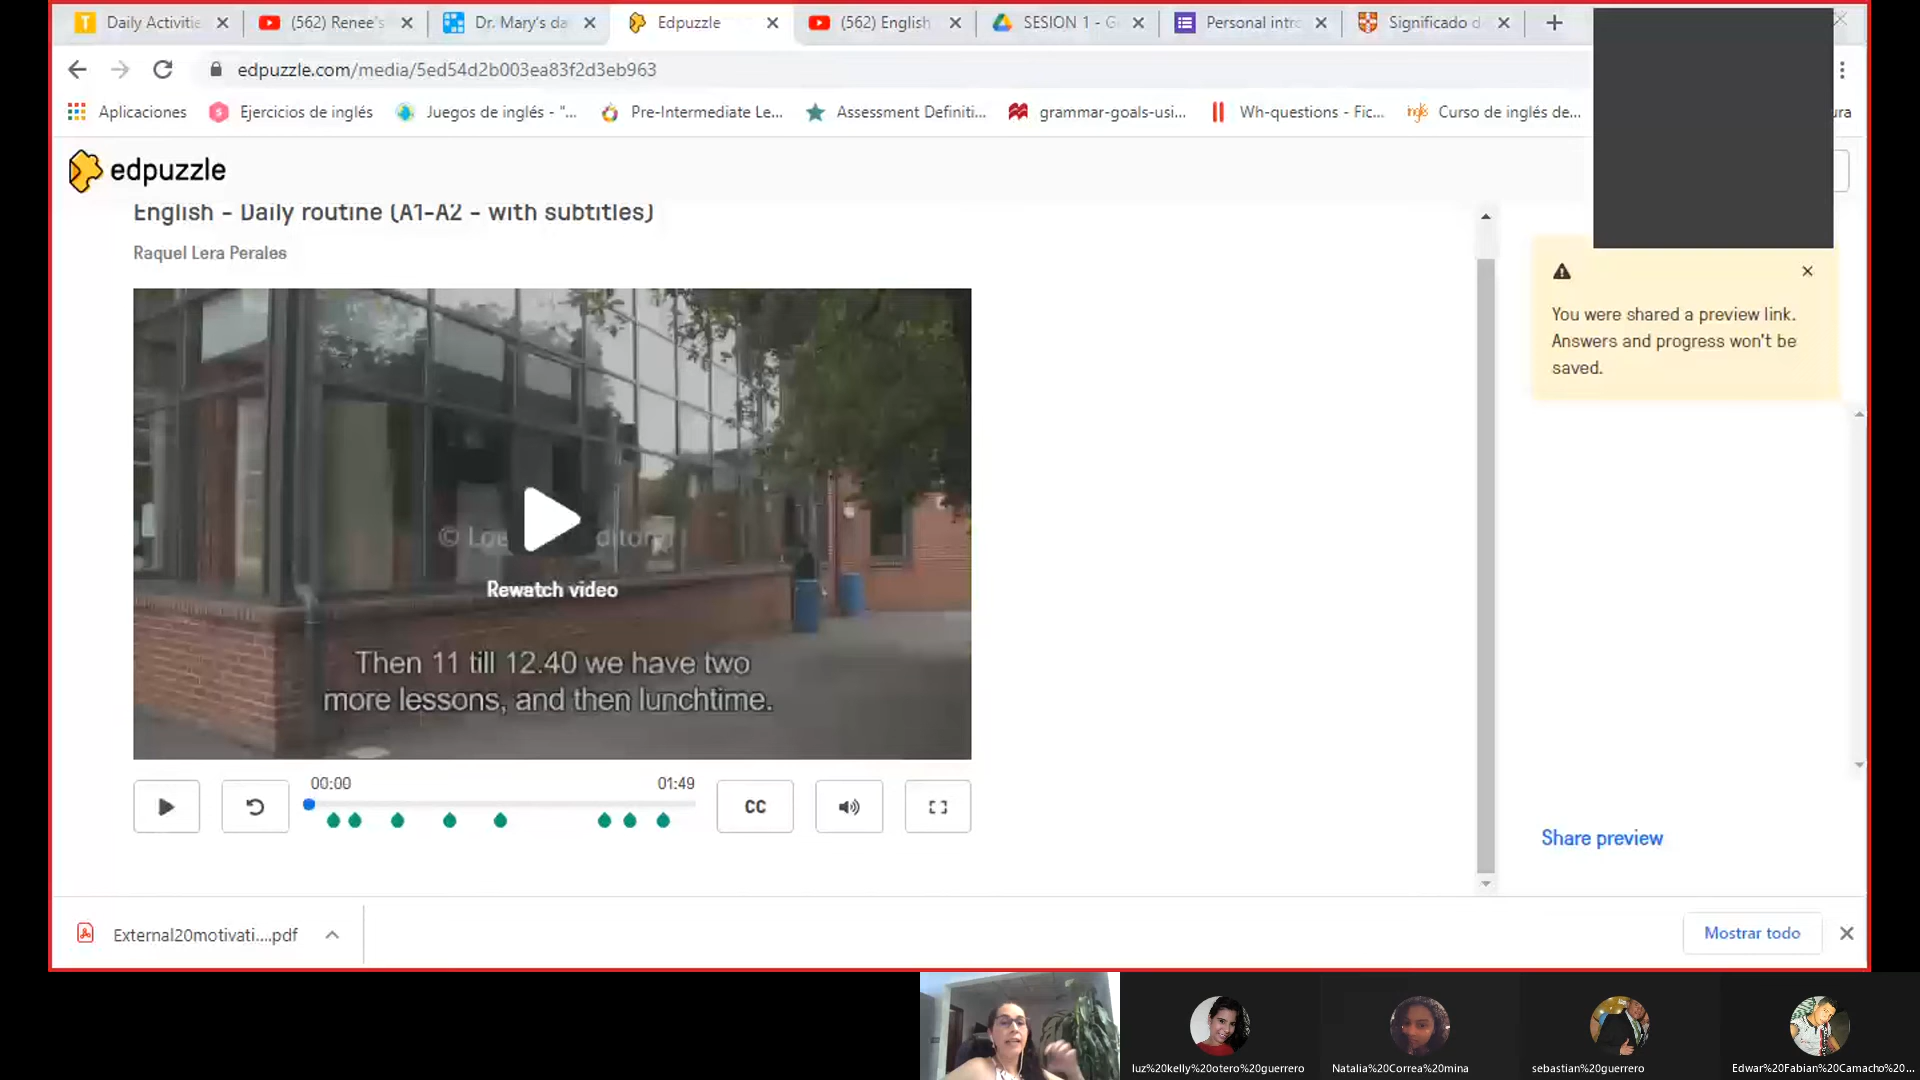 Daily Activitie
(562) Renee's
Dr. Mary's da
Edpuzzle
(562) English
SESION 1 - G
Personal intro
Significado d
edpuzzle.com/media/5ed54d2b003ea83f2d3eb963
Aplicaciones
Ejercicios de inglés
Juegos de inglés - "...
Pre-Intermediate Le...
Assessment Definiti...
grammar-goals-usi...
Wh-questions - Fic...
Curso de inglés de...
ura
edpuzzle
English - Daily routine (A1-A2 - with subtitles)
Raquel Lera Perales
You were shared a preview link.
Answers and progress won't be
saved.
Rewatch video
Then 11 till 12.40 we have two
more lessons, and then lunchtime.
00:00
01:49
CC
Share preview
External20motivati....pdf
Mostrar todo
luz%20kelly%20otero%20guerrero
Natalia%20Correa%20mina
sebastian%20guerrero
Edwar%20Fabian%20Camacho%20...